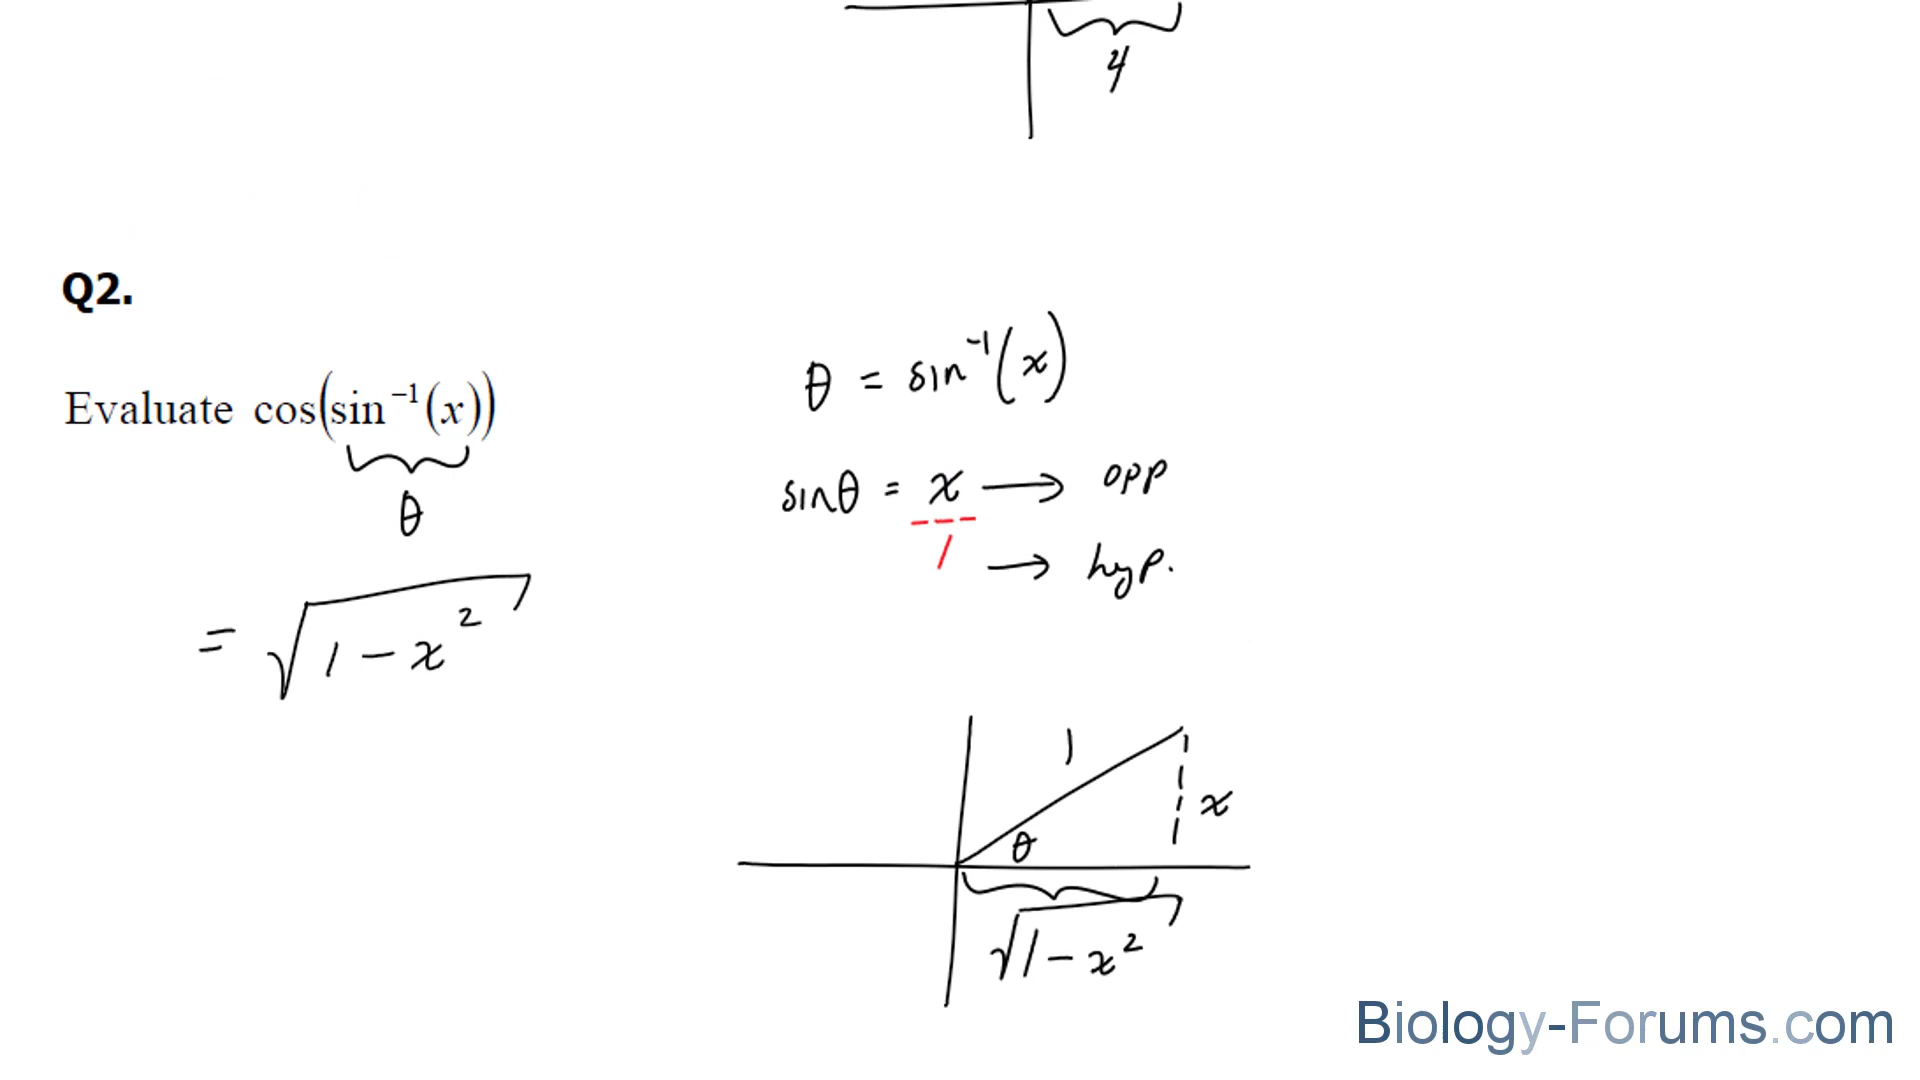 4
Q2.
Evaluate cos(sin⁻¹(x))
θ
= √(1 − x²)
θ = sin⁻¹(x)
sinθ = x → opp
1 → hyp.
1
x
θ
√(1 − x²)
Biology-Forums.com